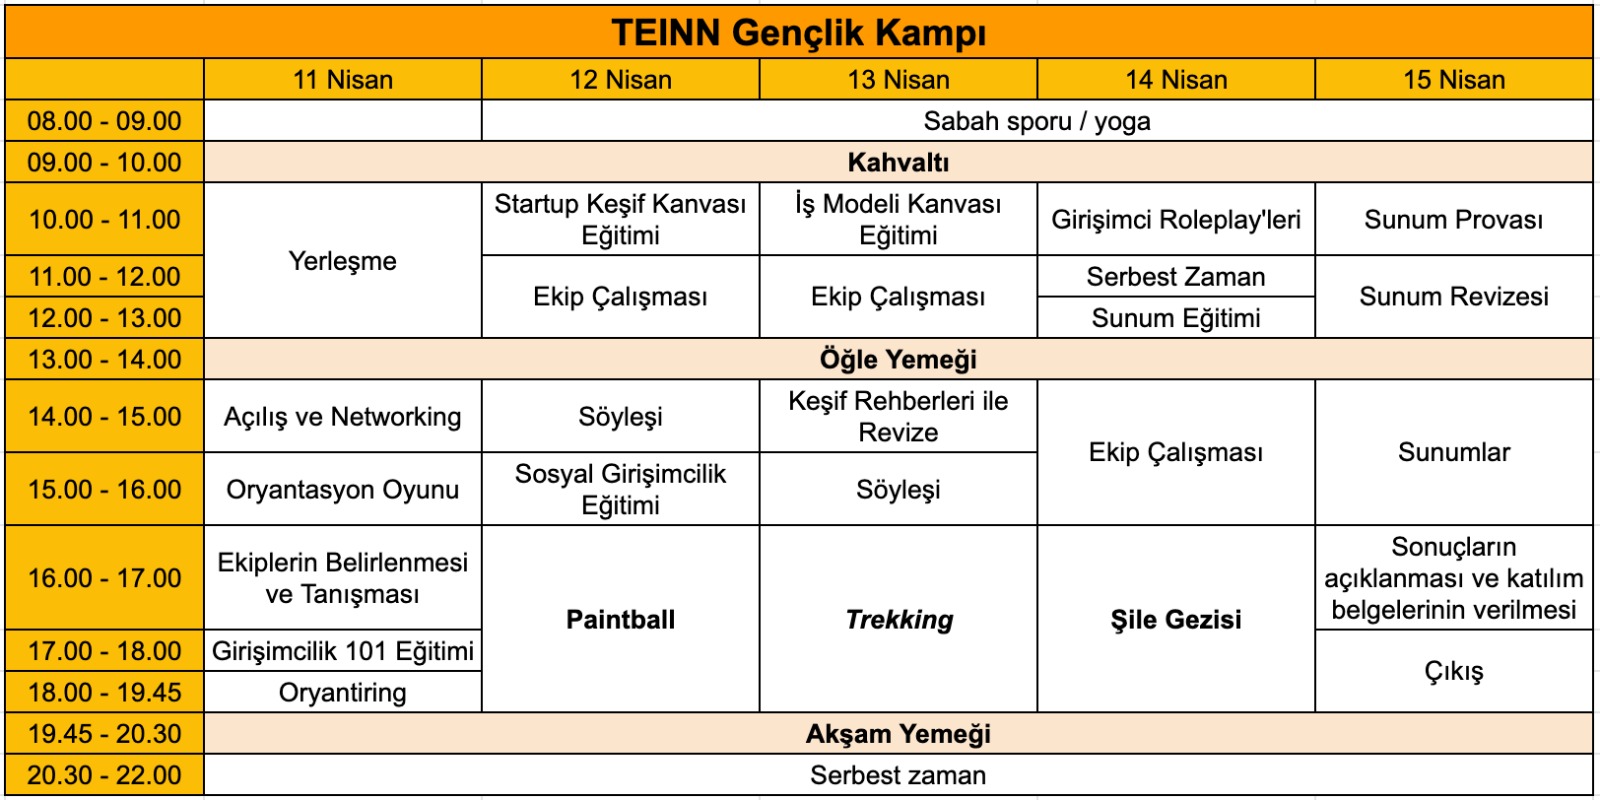 TEINN Gençlik Kampı
11 Nisan
12 Nisan
13 Nisan
14 Nisan
15 Nisan
08.00 - 09.00
Sabah sporu / yoga
09.00 - 10.00
Kahvaltı
10.00 - 11.00
Yerleşme
Startup Keşif Kanvası
Eğitimi
İş Modeli Kanvası
Eğitimi
Girişimci Roleplay'leri
Sunum Provası
11.00 - 12.00
Ekip Çalışması
Ekip Çalışması
Serbest Zaman
Sunum Revizesi
12.00 - 13.00
Sunum Eğitimi
13.00 - 14.00
Öğle Yemeği
14.00 - 15.00
Açılış ve Networking
Söyleşi
Keşif Rehberleri ile
Revize
Ekip Çalışması
Sunumlar
15.00 - 16.00
Oryantasyon Oyunu
Sosyal Girişimcilik
Eğitimi
Söyleşi
16.00 - 17.00
Ekiplerin Belirlenmesi
ve Tanışması
Paintball
Trekking
Şile Gezisi
Sonuçların
açıklanması ve katılım
belgelerinin verilmesi
17.00 - 18.00
Girişimcilik 101 Eğitimi
Çıkış
18.00 - 19.45
Oryantiring
19.45 - 20.30
Akşam Yemeği
20.30 - 22.00
Serbest zaman